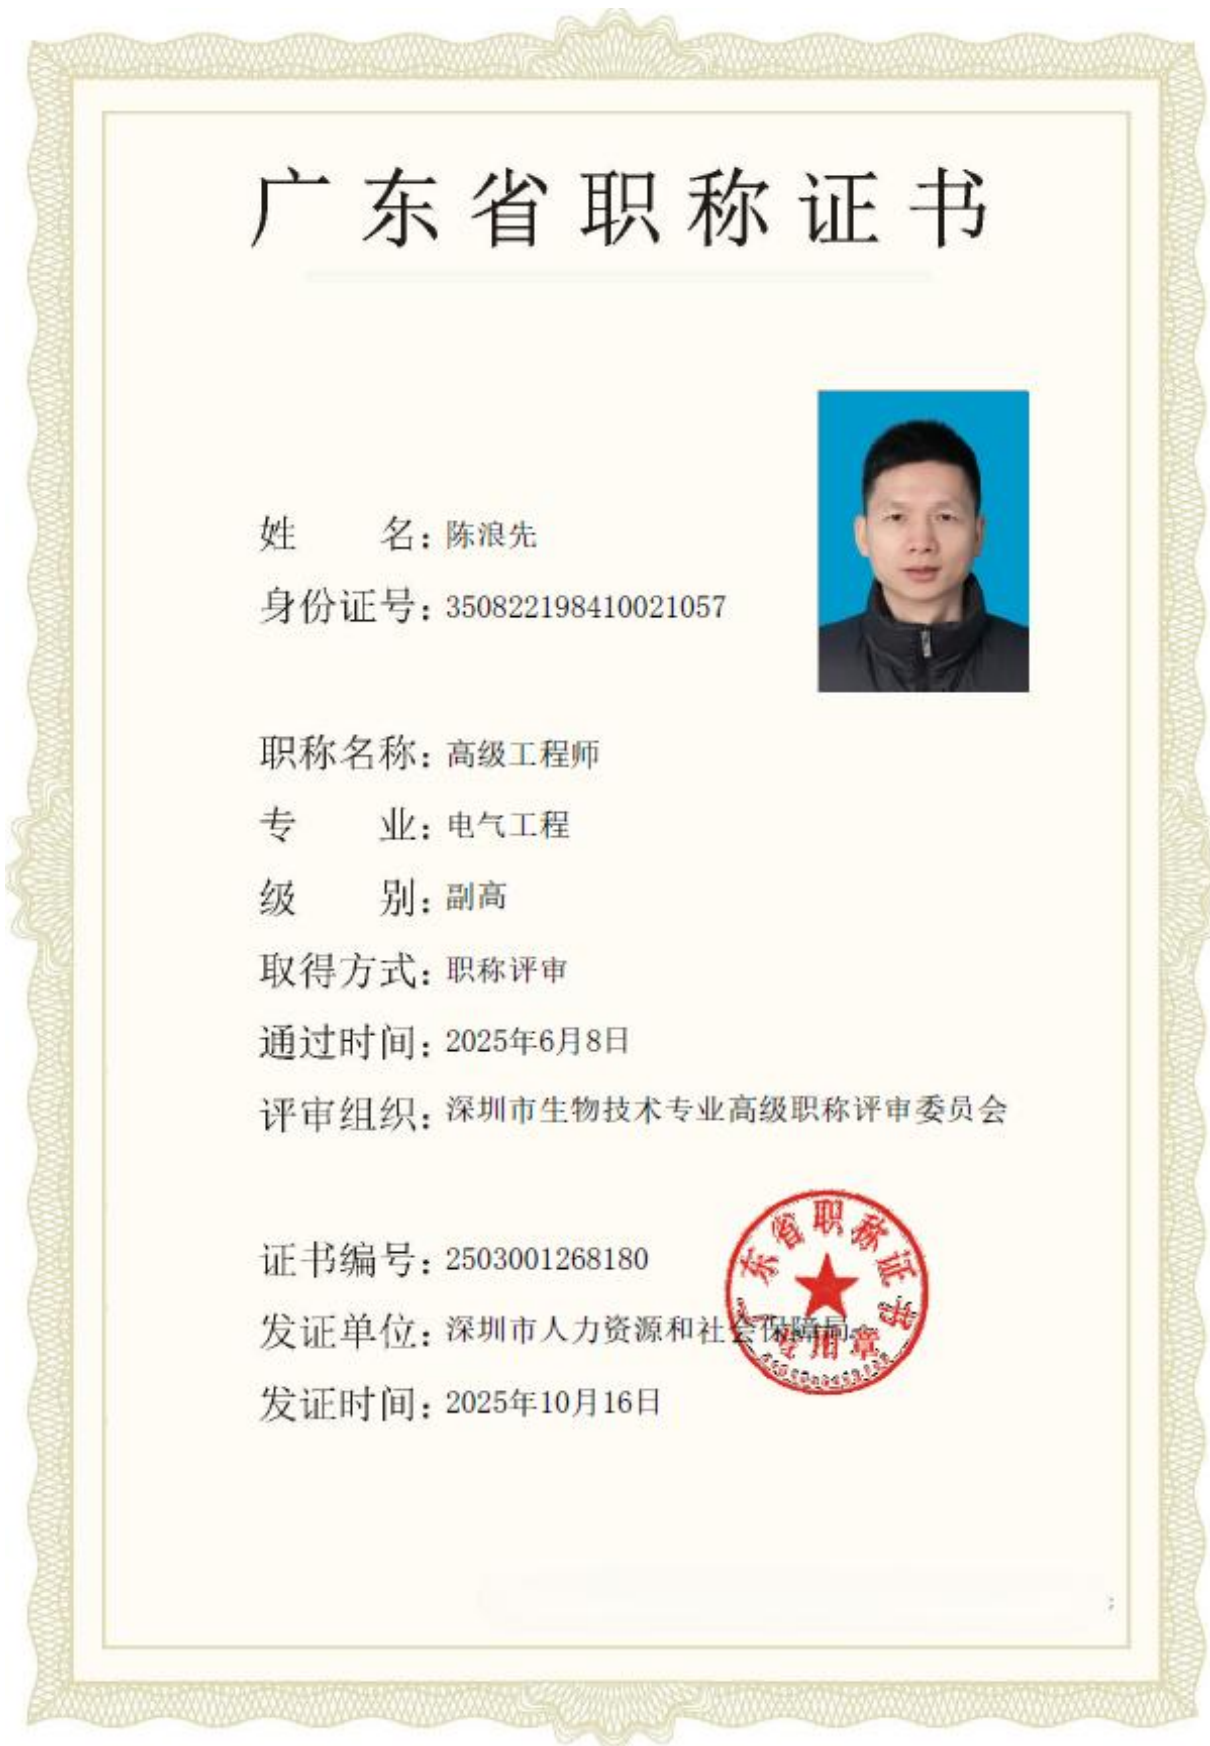 广东省职称证书
姓 名：陈浪先
身份证号：350822198410021057
职称名称：高级工程师
专 业：电气工程
级 别：副高
取得方式：职称评审
通过时间：2025年6月8日
评审组织：深圳市生物技术专业高级职称评审委员会
证书编号：2503001268180
发证单位：深圳市人力资源和社会保障局
发证时间：2025年10月16日
广东省职称证书
专用章